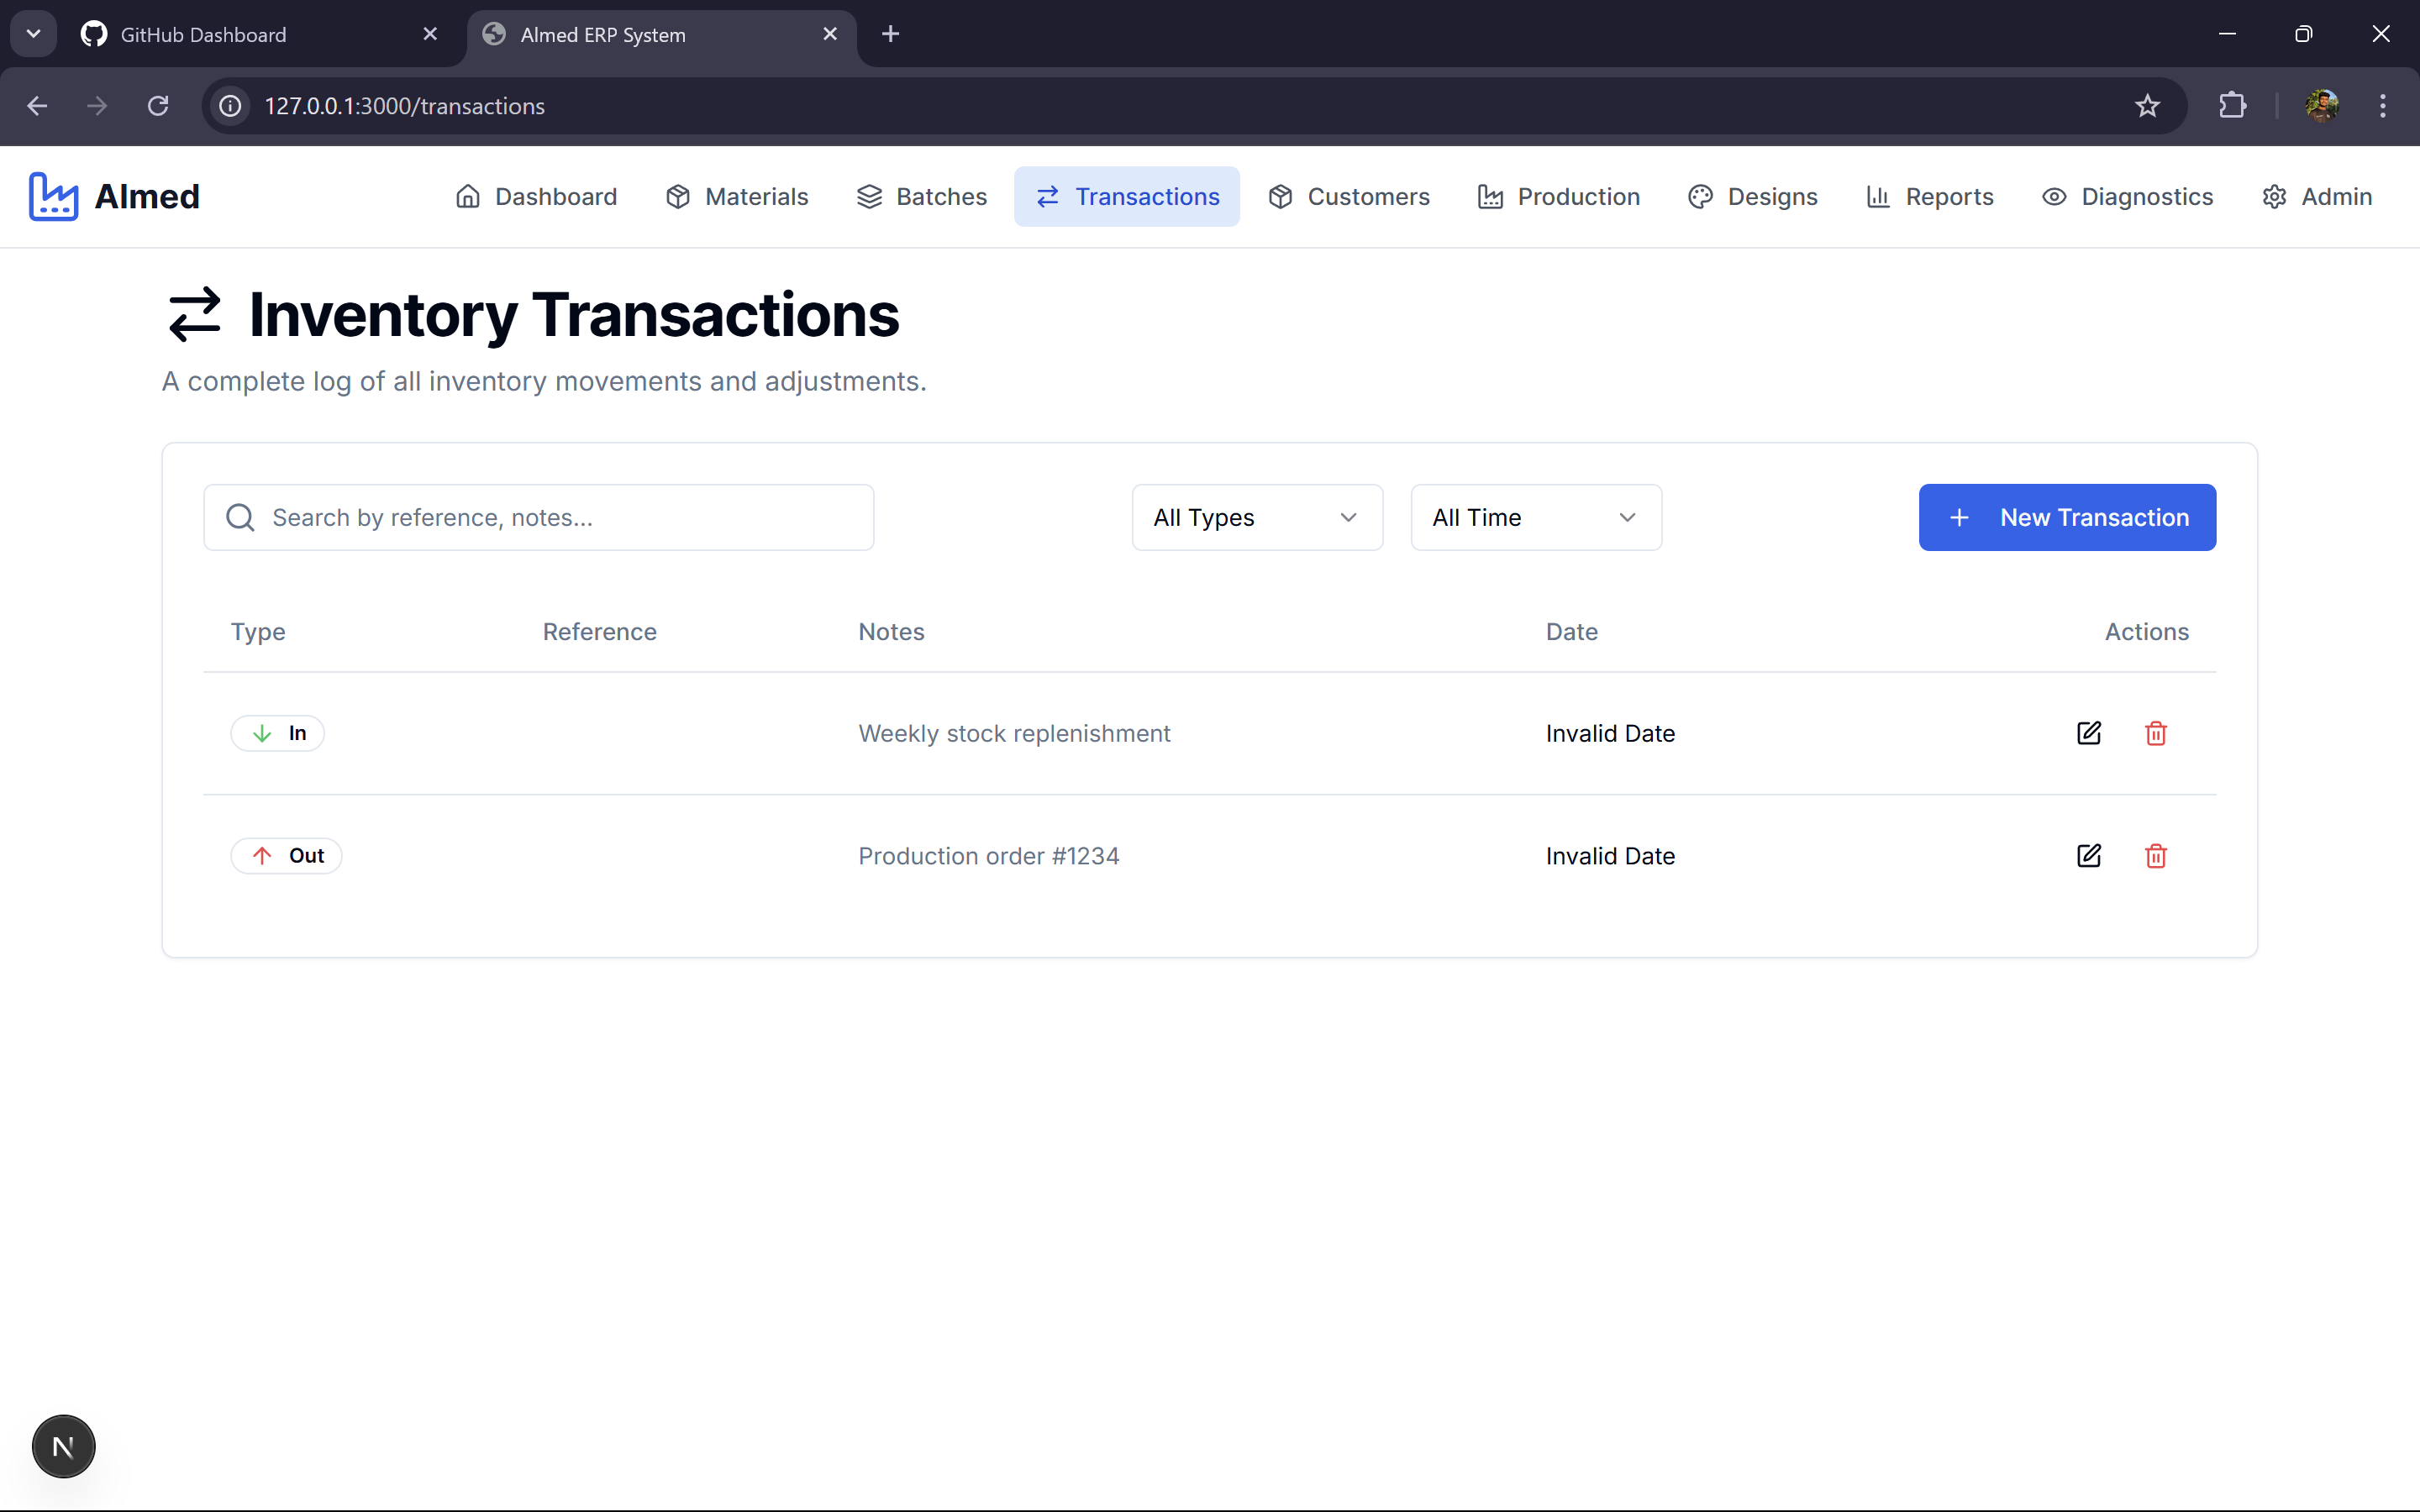 GitHub Dashboard
Almed ERP System
127.0.0.1:3000/transactions
Almed
Dashboard
Materials
Batches
Transactions
Customers
Production
Designs
Reports
Diagnostics
Admin
Inventory Transactions
A complete log of all inventory movements and adjustments.
Search by reference, notes...
All Types
All Time
New Transaction
Type Reference Notes Date Actions
In Weekly stock replenishment Invalid Date
Out Production order #1234 Invalid Date
N